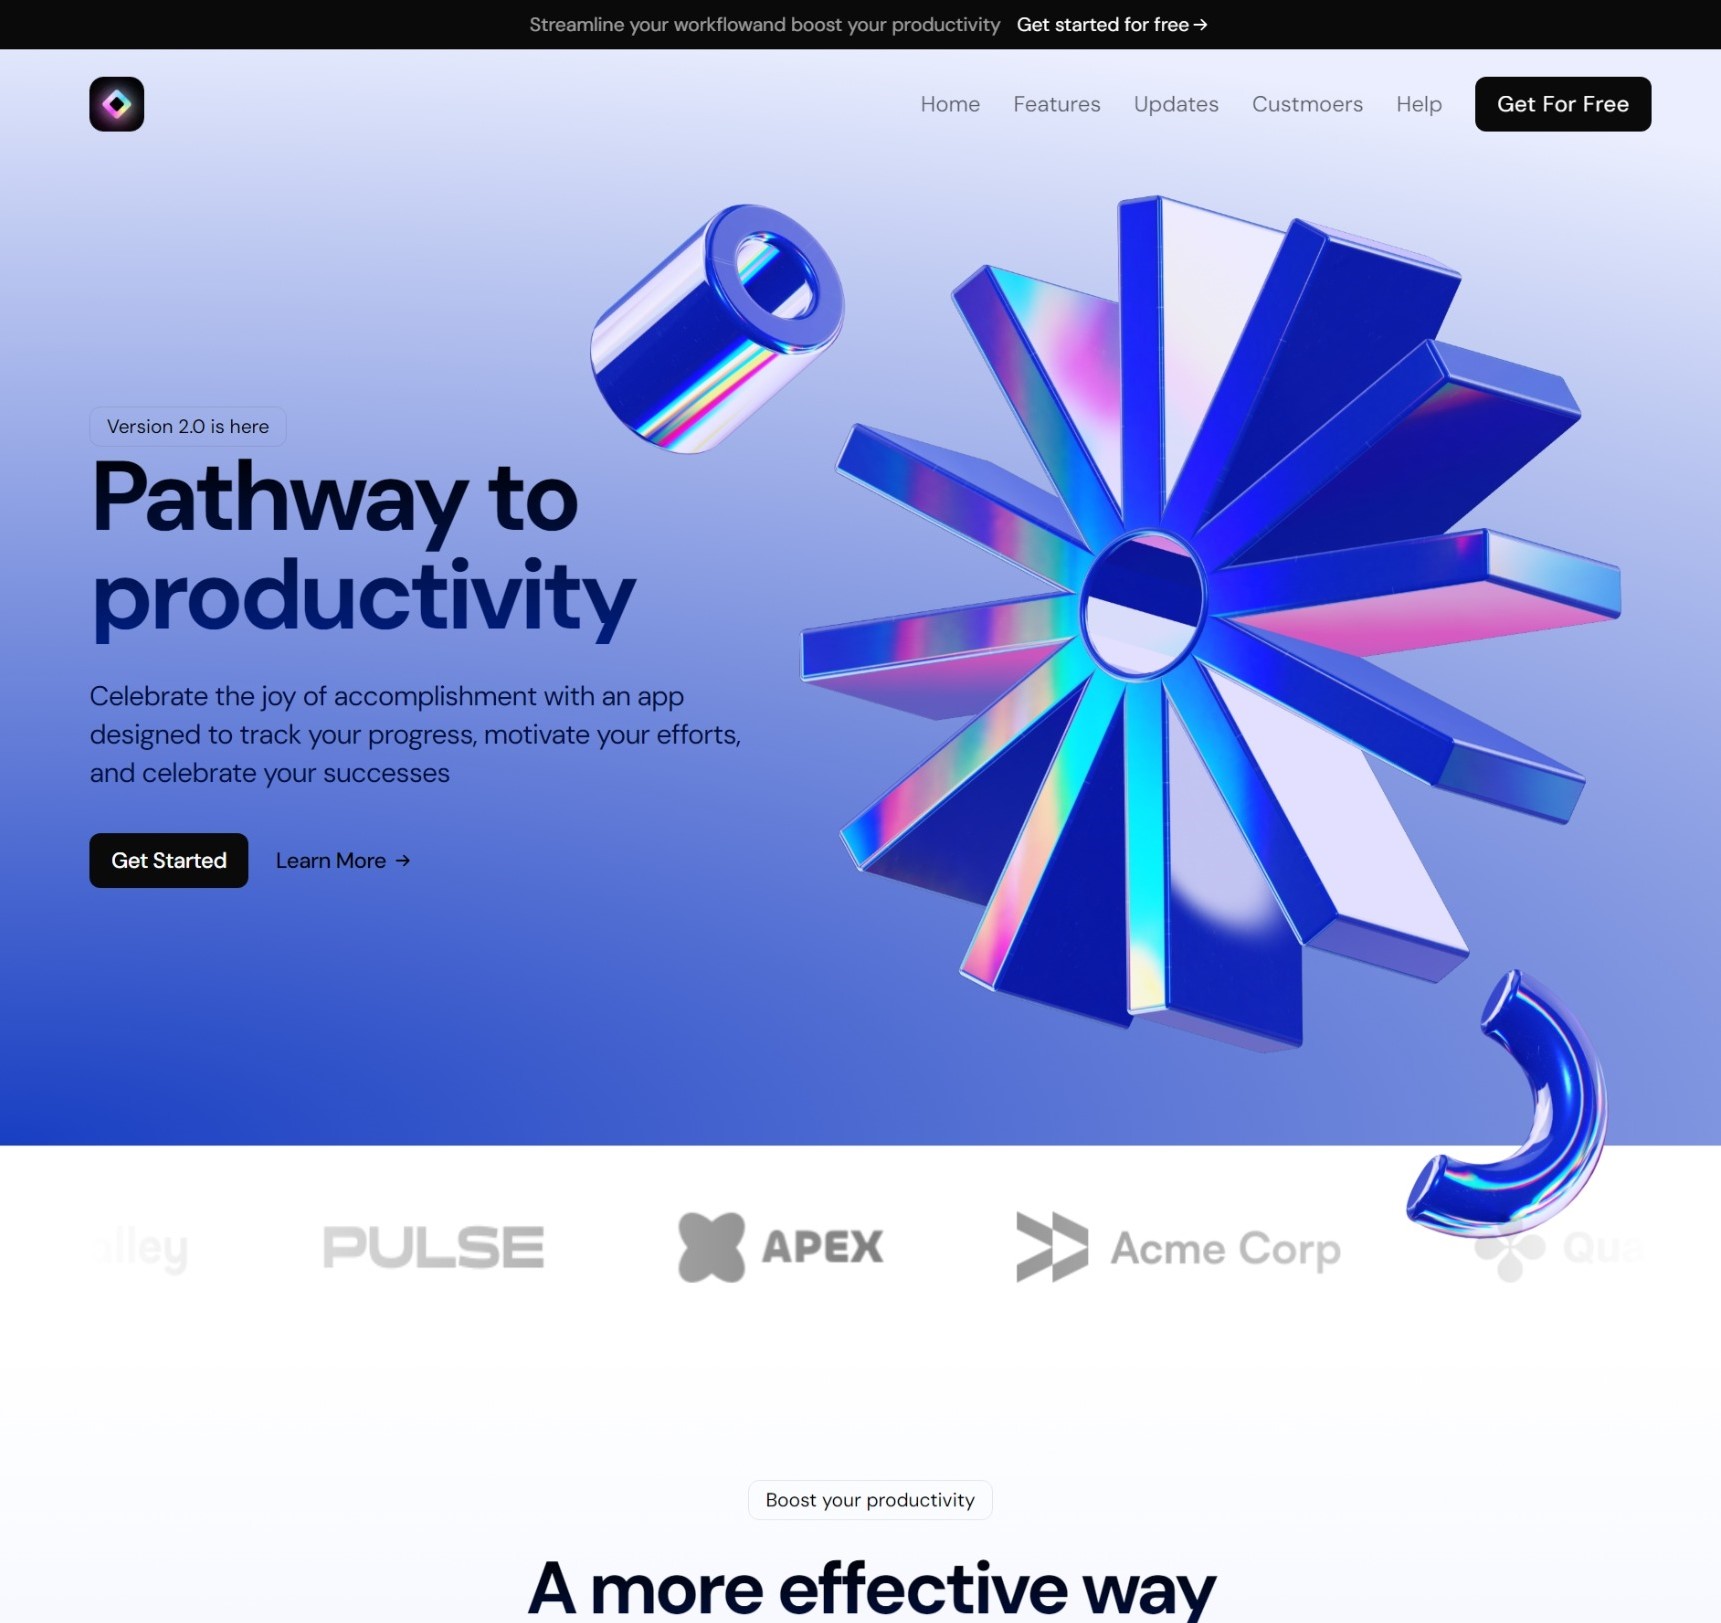 Streamline your workflowand boost your productivity Get started for free →
Home Features Updates Custmoers Help Get For Free
Version 2.0 is here
Pathway to
productivity
Celebrate the joy of accomplishment with an app
designed to track your progress, motivate your efforts,
and celebrate your successes
Get Started Learn More →
PULSE APEX Acme Corp
Boost your productivity
A more effective way